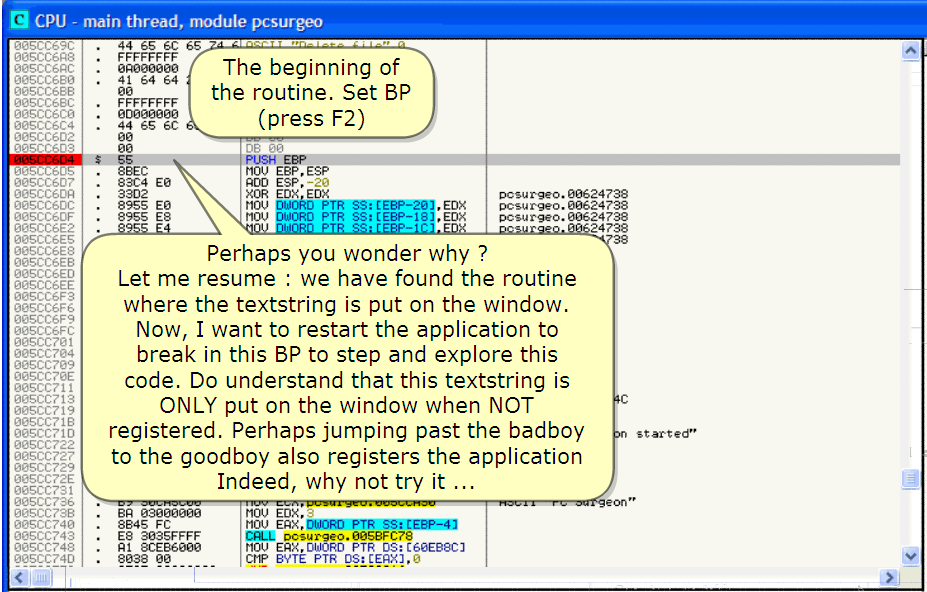 C CPU - main thread, module pcsurgeo
005CC69C . 44 65 6C 65 74 6 ASCII "Delete file",0
005CC6A8 . FFFFFFFF
005CC6AC . 0A000000
005CC6B0 . 41 64 64
005CC6BB 00
005CC6BC . FFFFFFFF
005CC6C0 . 0D000000
005CC6C4 . 44 65 6C
005CC6D2 00 DB 00
005CC6D3 00 DB 00
005CC6D4 $ 55 PUSH EBP
005CC6D5 . 8BEC MOV EBP,ESP
005CC6D7 . 83C4 E0 ADD ESP,-20
005CC6DA . 33D2 XOR EDX,EDX pcsurgeo.00624738
005CC6DC . 8955 E0 MOV DWORD PTR SS:[EBP-20],EDX pcsurgeo.00624738
005CC6DF . 8955 E8 MOV DWORD PTR SS:[EBP-18],EDX pcsurgeo.00624738
005CC6E2 . 8955 E4 MOV DWORD PTR SS:[EBP-1C],EDX pcsurgeo.00624738
005CC6E5 4738
005CC6E8
005CC6EB
005CC6ED
005CC6EE
005CC6F3
005CC6F6
005CC6F9
005CC6FC
005CC701
005CC704
005CC709
005CC70E
005CC711
005CC713 4C
005CC719
005CC71B
005CC71D on started"
005CC722
005CC727
005CC729
005CC72E
005CC731
005CC736 . B9 50CA5C00 MOV ECX,pcsurgeo.005CCA50 ASCII "PC Surgeon"
005CC73B . BA 03000000 MOV EDX,3
005CC740 . 8B45 FC MOV EAX,DWORD PTR SS:[EBP-4]
005CC743 . E8 3035FFFF CALL pcsurgeo.005BFC78
005CC748 . A1 8CEB6000 MOV EAX,DWORD PTR DS:[60EB8C]
005CC74D . 8038 00 CMP BYTE PTR DS:[EAX],0
The beginning of
the routine. Set BP
(press F2)
Perhaps you wonder why ?
Let me resume : we have found the routine
where the textstring is put on the window.
Now, I want to restart the application to
break in this BP to step and explore this
code. Do understand that this textstring is
ONLY put on the window when NOT
registered. Perhaps jumping past the badboy
to the goodboy also registers the application
Indeed, why not try it ...